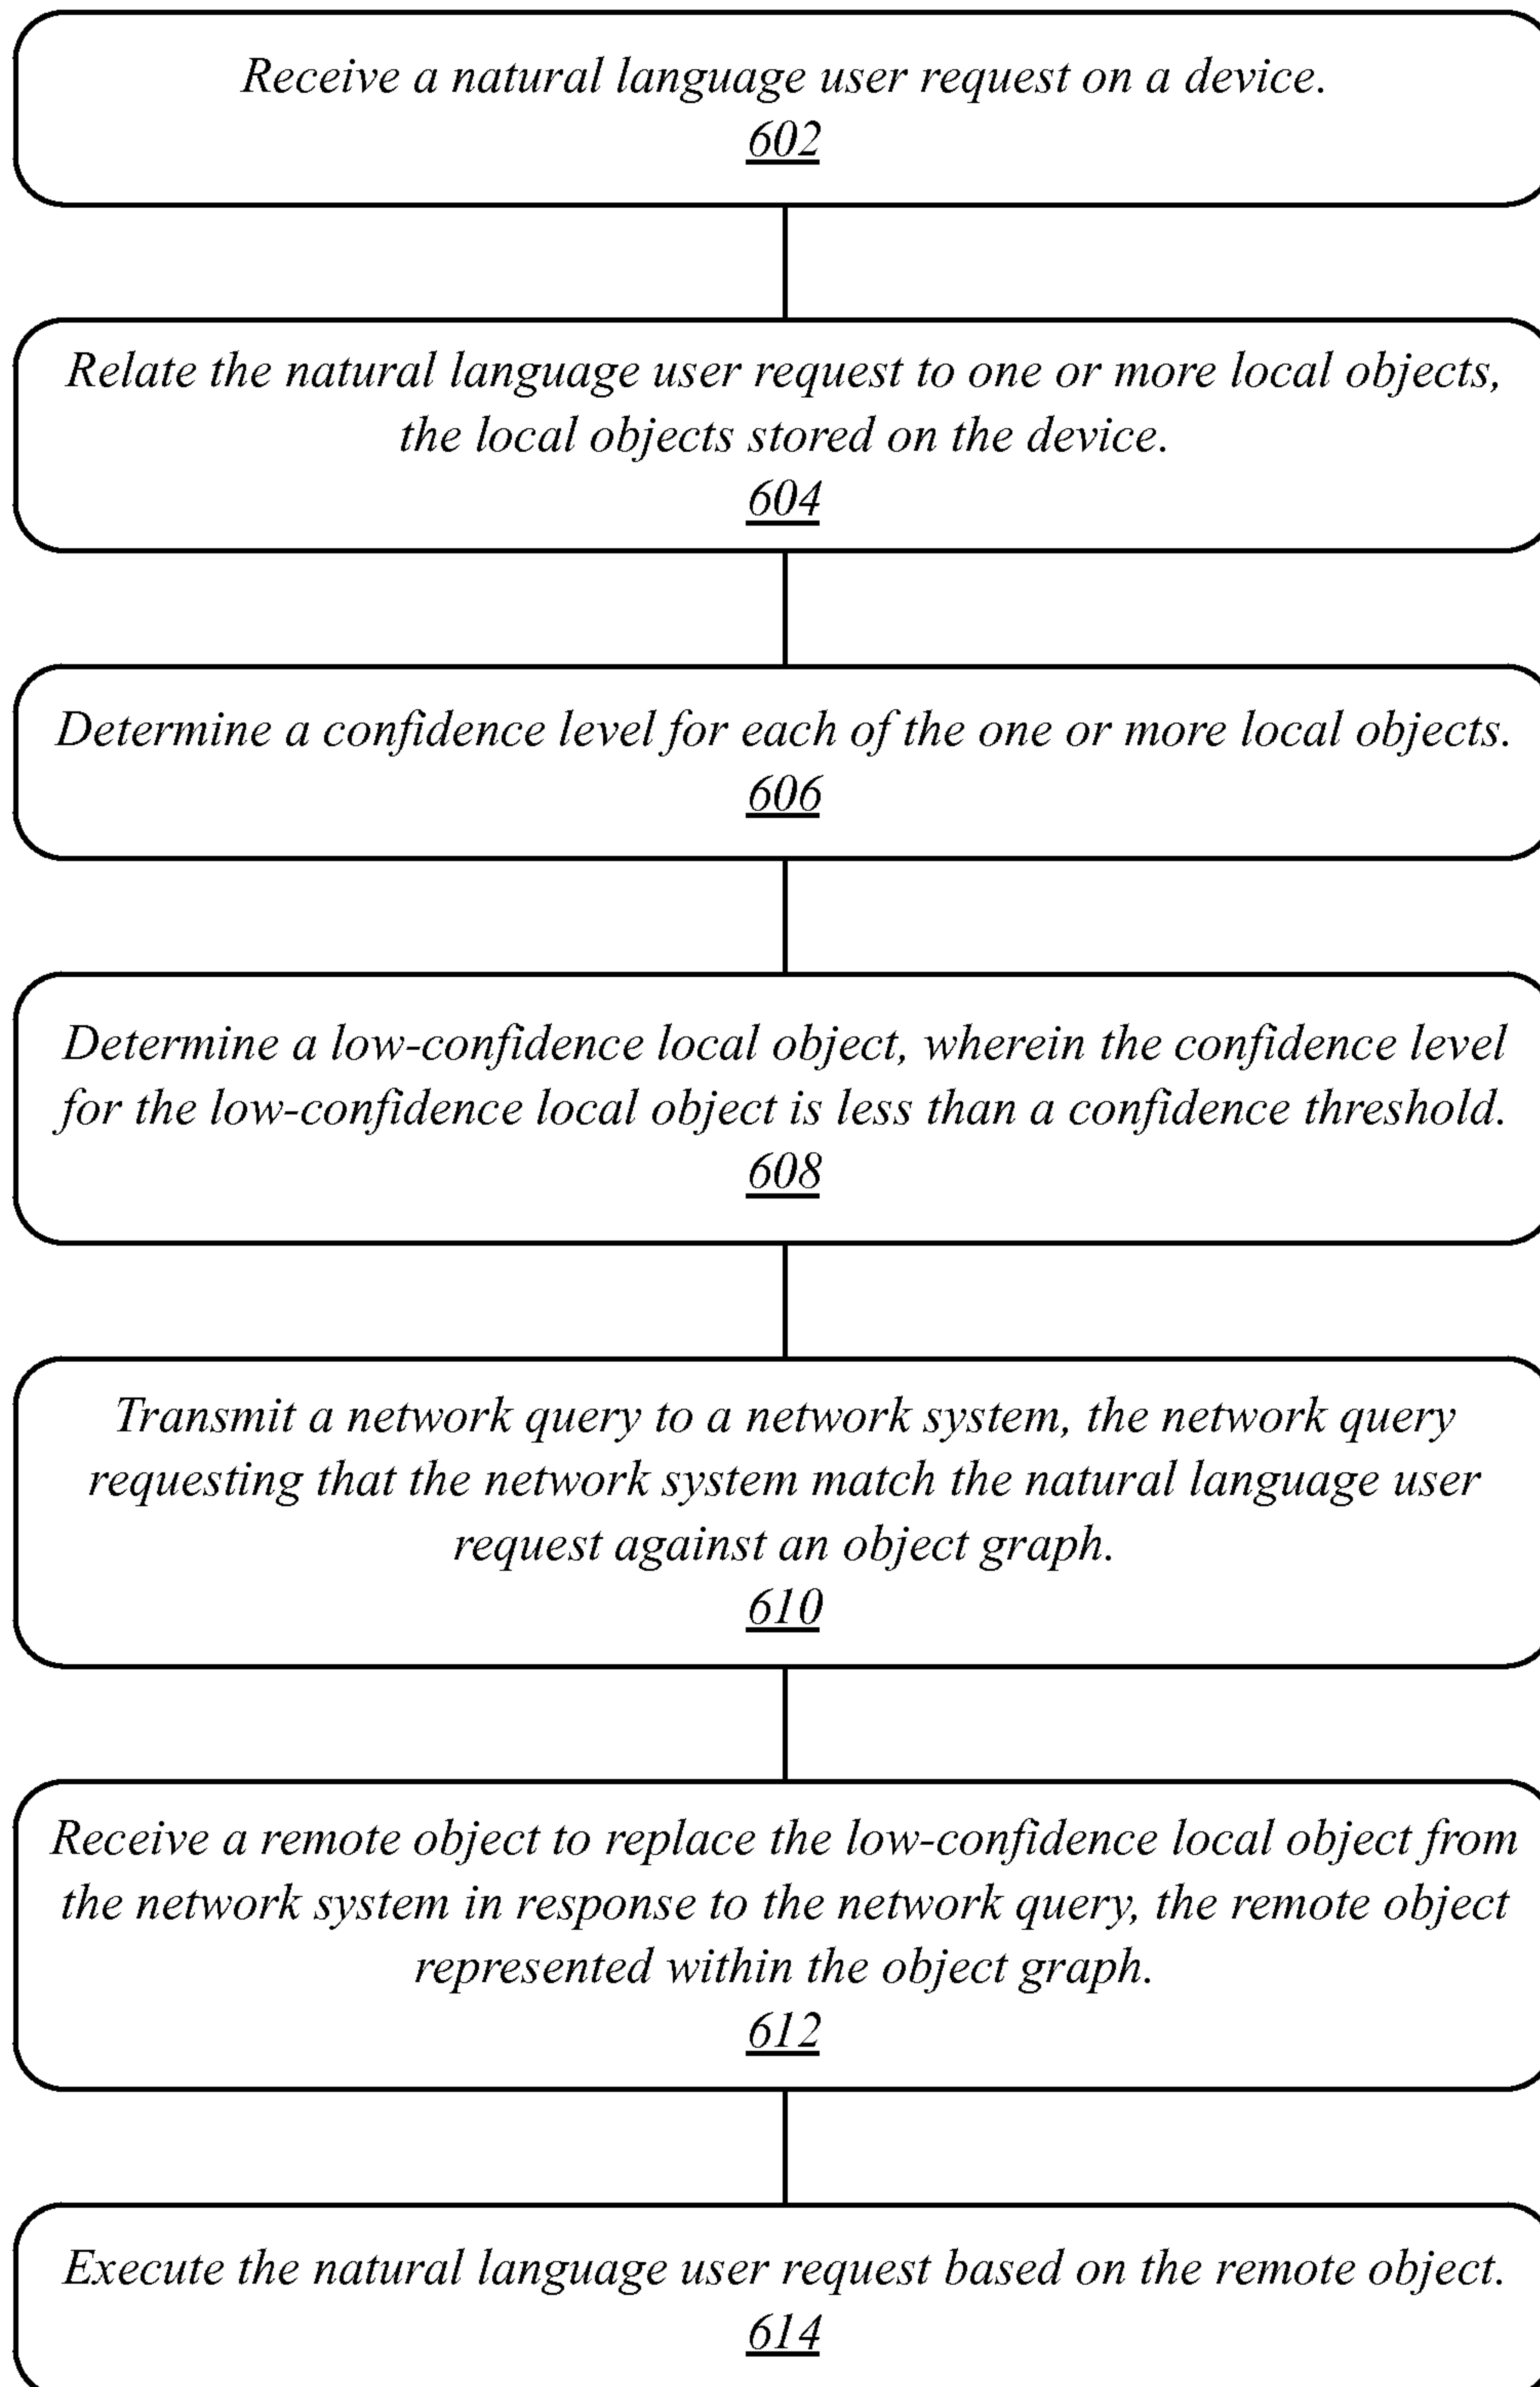 Receive a natural language user request on a device.
602
Relate the natural language user request to one or more local objects,
the local objects stored on the device.
604
Determine a confidence level for each of the one or more local objects.
606
Determine a low-confidence local object, wherein the confidence level
for the low-confidence local object is less than a confidence threshold.
608
Transmit a network query to a network system, the network query
requesting that the network system match the natural language user
request against an object graph.
610
Receive a remote object to replace the low-confidence local object from
the network system in response to the network query, the remote object
represented within the object graph.
612
Execute the natural language user request based on the remote object.
614